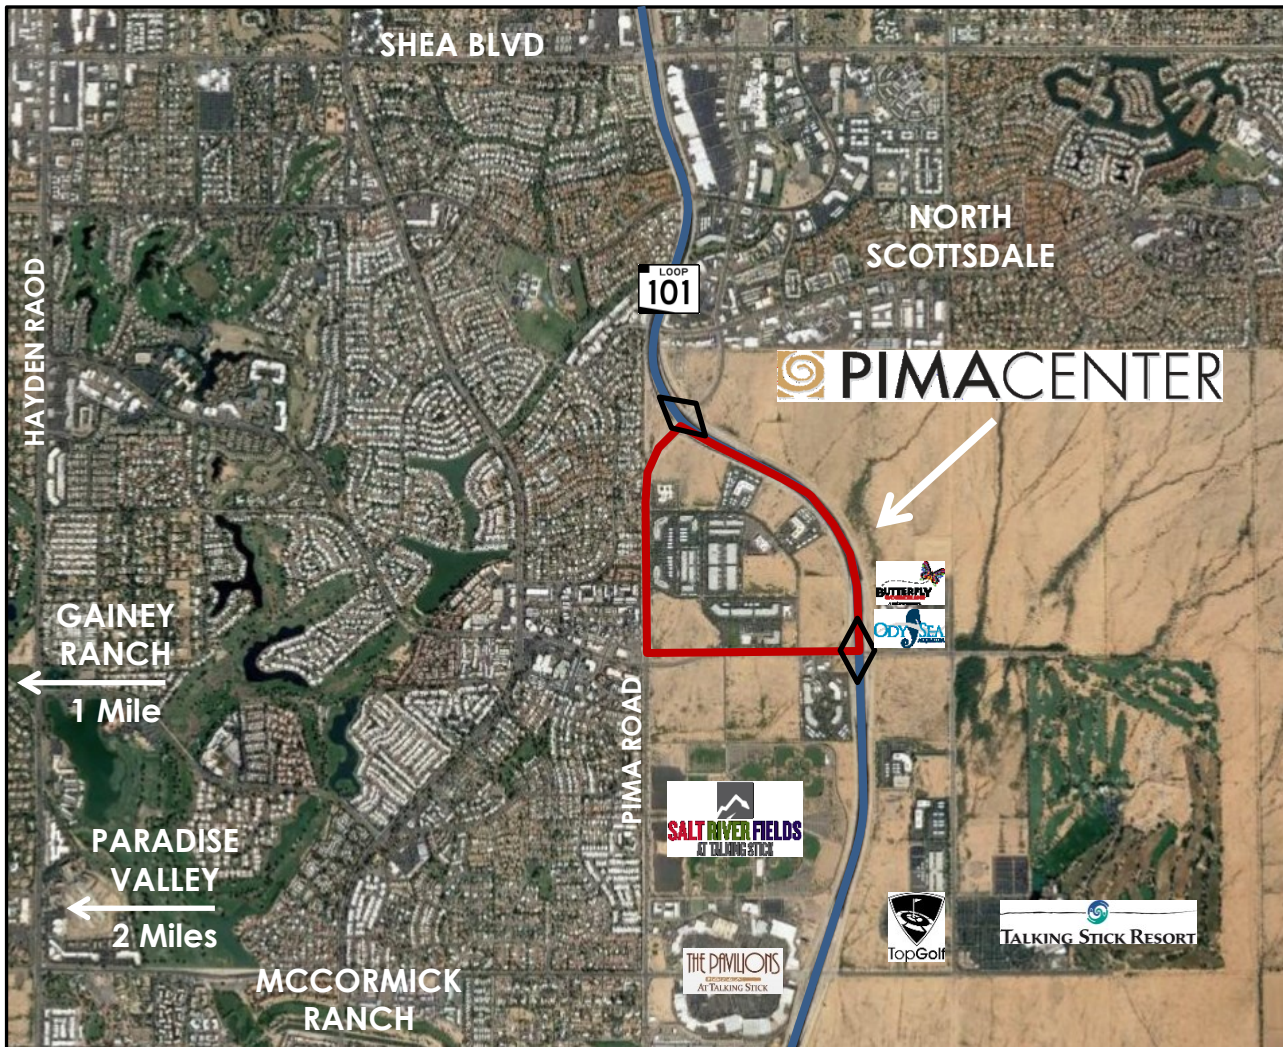 SHEA BLVD
NORTH
SCOTTSDALE
LOOP
101
HAYDEN RAOD
PIMACENTER
BUTTERFLY
ODYSEA
GAINEY
RANCH
1 Mile
PIMA ROAD
SALT RIVER FIELDS
AT TALKING STICK
PARADISE
VALLEY
2 Miles
TopGolf
TALKING STICK RESORT
THE PAVILIONS
AT TALKING STICK
MCCORMICK
RANCH